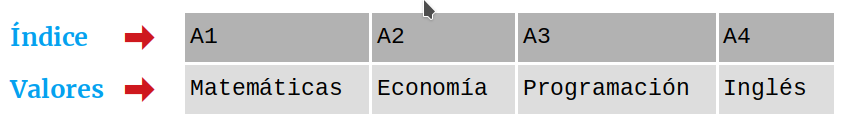 Índice A1 A2 A3 A4
Valores Matemáticas Economía Programación Inglés